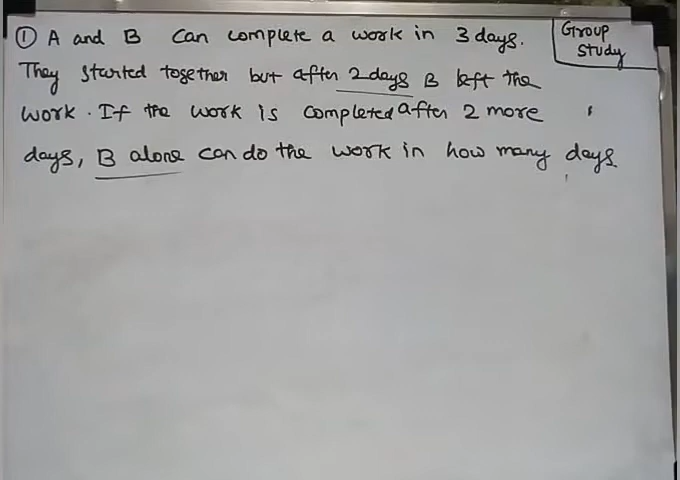 ① A and B can complete a work in 3 days.
Group
Study
They started together but after 2 days B left the
work. If the work is completed after 2 more
days, B alone can do the work in how many days